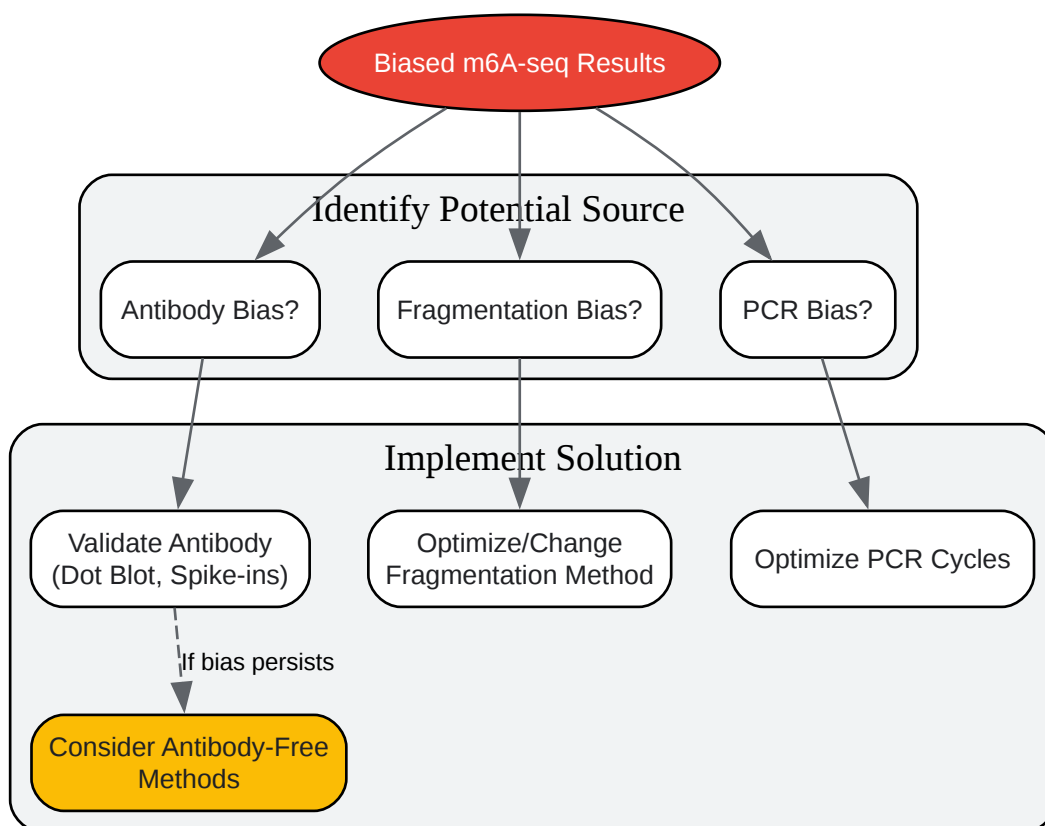 Biased m6A-seq Results
Identify Potential Source
Antibody Bias?
Fragmentation Bias?
PCR Bias?
Implement Solution
Validate Antibody
(Dot Blot, Spike-ins)
Optimize/Change
Fragmentation Method
Optimize PCR Cycles
If bias persists
Consider Antibody-Free
Methods